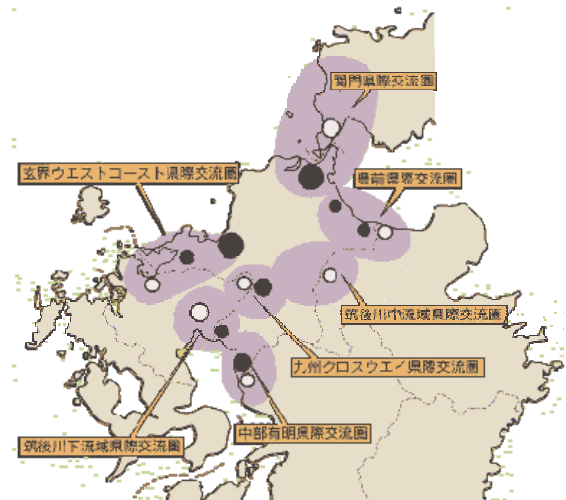 関門県際交流圏
玄界ウエストコースト県際交流圏
豊前県際交流圏
筑後川中流域県際交流圏
九州クロスウエイ県際交流圏
中部有明県際交流圏
筑後川下流域県際交流圏